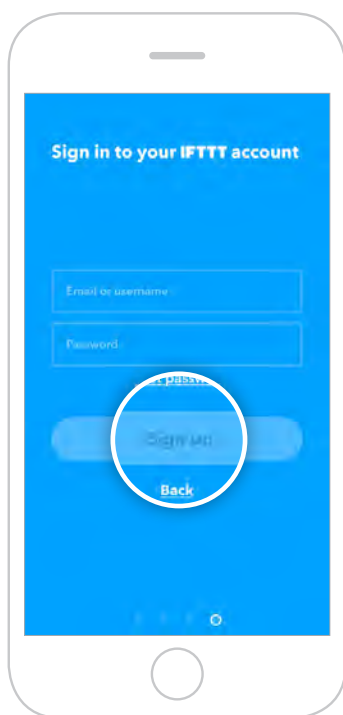 Sign in to your IFTTT account
Email or username
Password
Sign up
Back